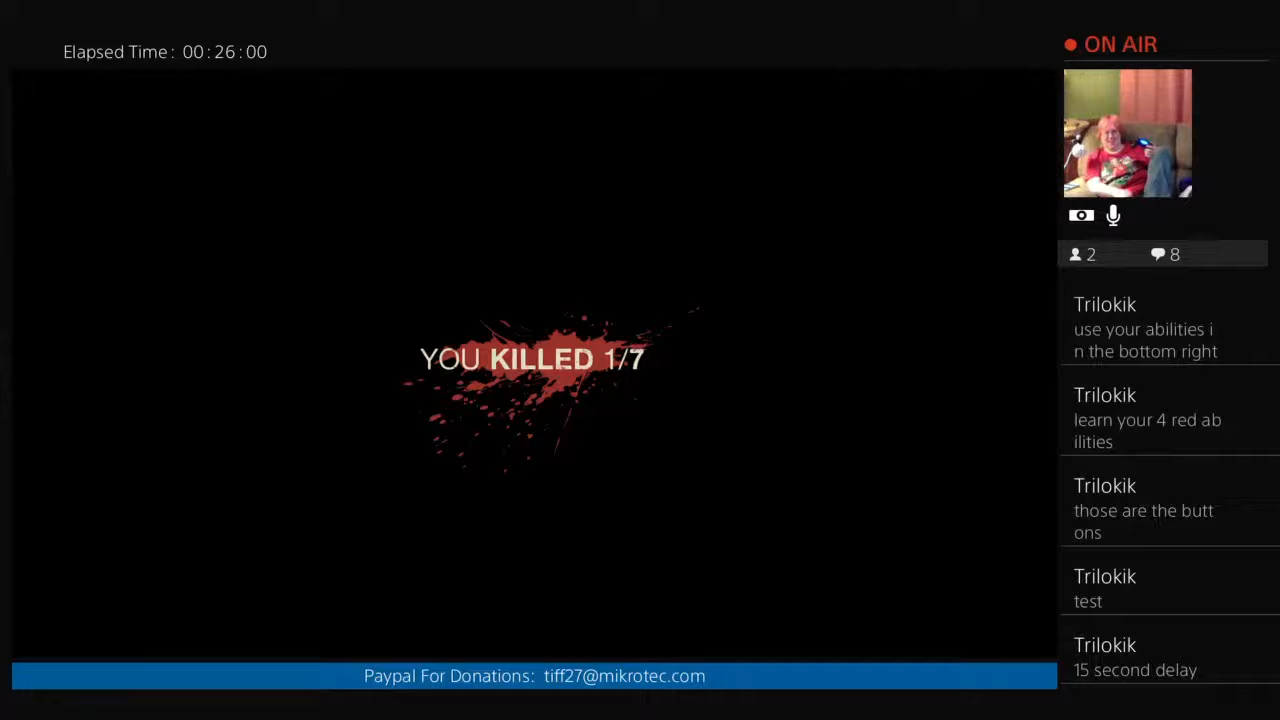 Elapsed Time: 00:26:00
ON AIR
2 8
YOU KILLED 1/7
Trilokik
use your abilities i
n the bottom right
Trilokik
learn your 4 red ab
ilities
Trilokik
those are the butt
ons
Trilokik
test
Trilokik
15 second delay
Paypal For Donations: tiff27@mikrotec.com